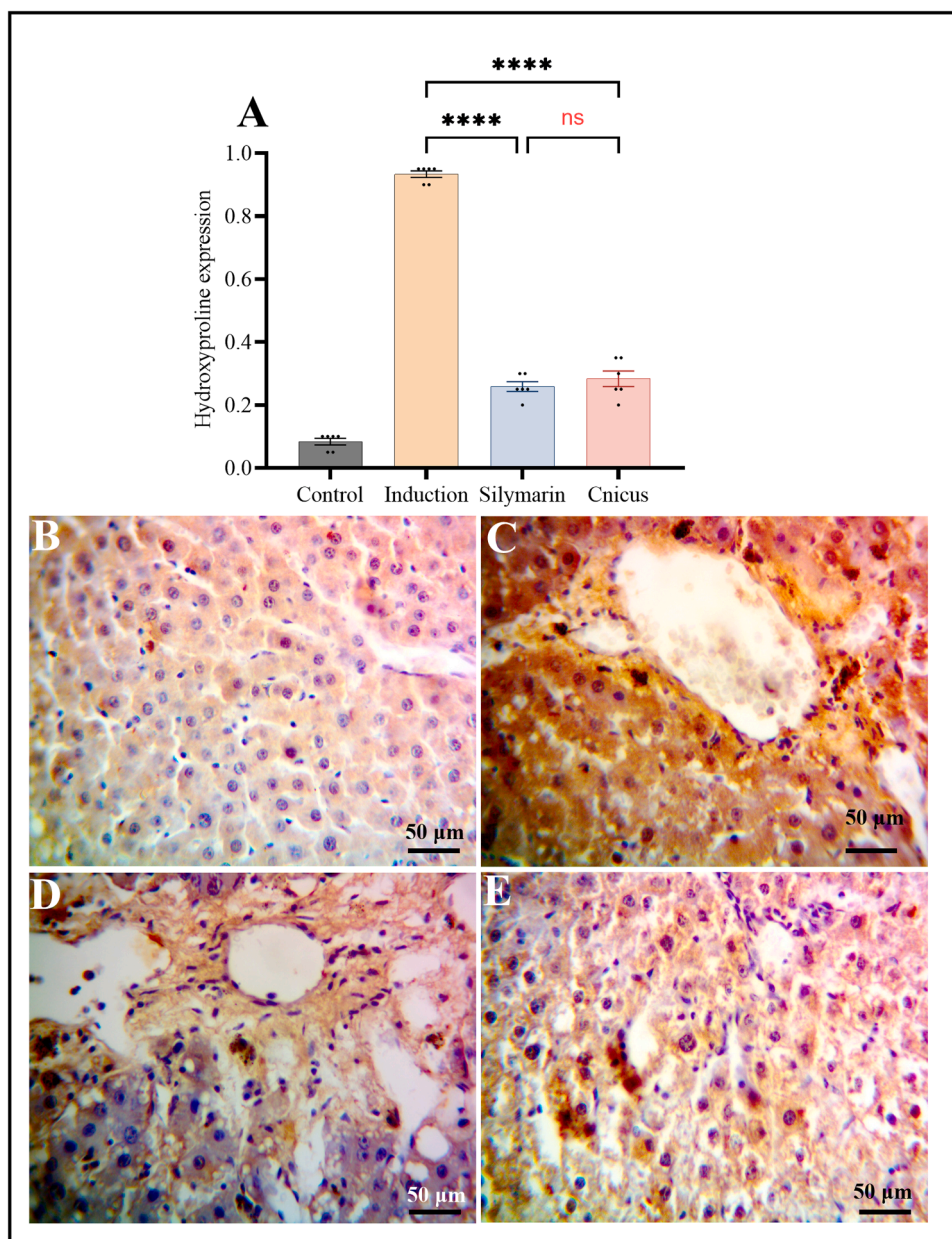 ****
A
****
ns
Hydroxyproline expression
1.0
0.8
0.6
0.4
0.2
0.0
Control Induction Silymarin Cnicus
B
50 µm
C
50 µm
D
50 µm
E
50 µm